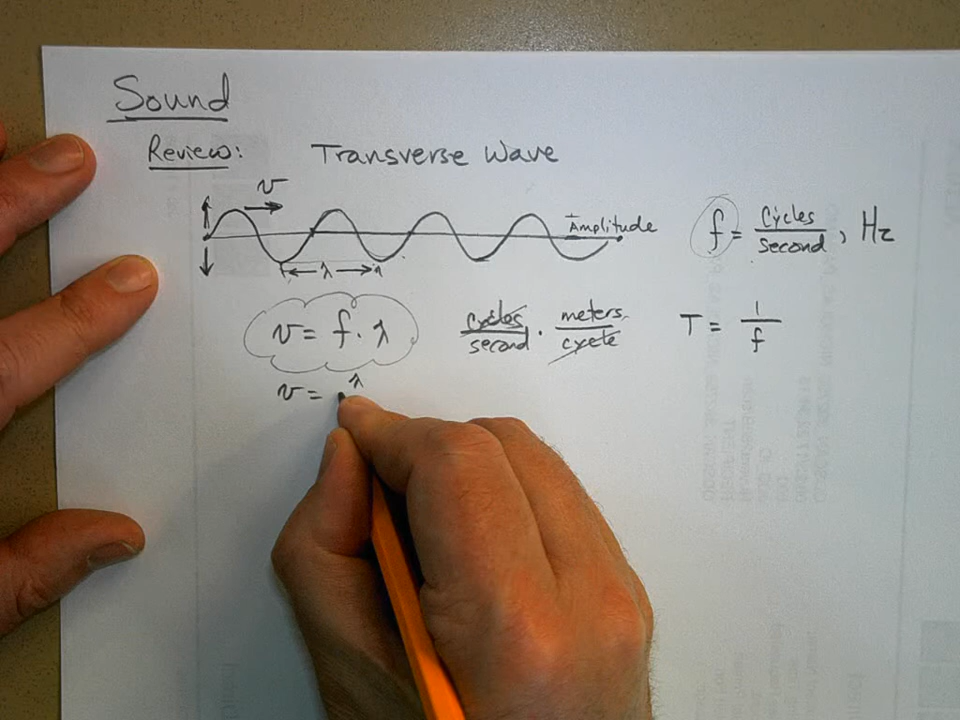 Sound
Review: Transverse Wave
v
Amplitude
λ
f = cycles/second, Hz
v = f · λ
cycles/second · meters/cycle
T = 1/f
v = λ